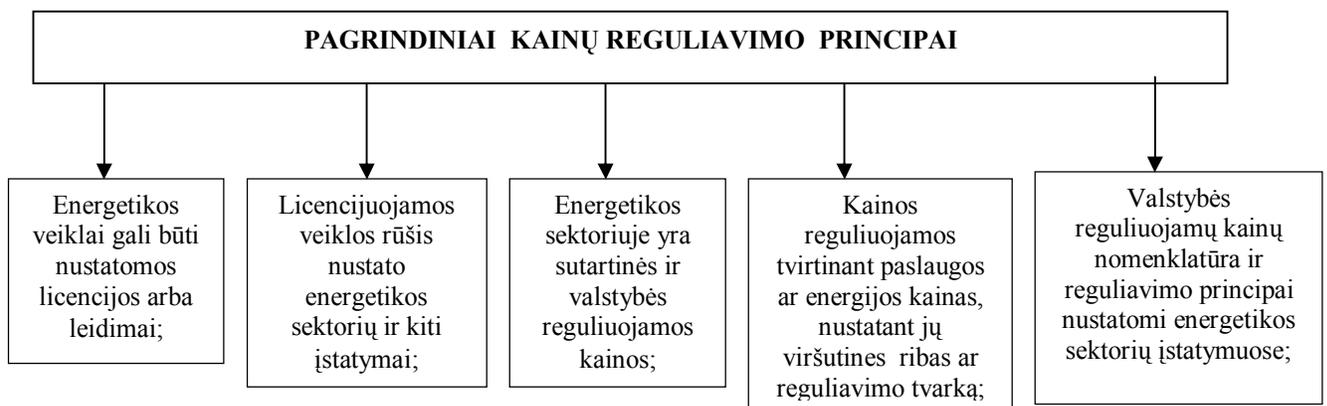 PAGRINDINIAI KAINŲ REGULIAVIMO PRINCIPAI
Energetikos
veiklai gali būti
nustatomos
licencijos arba
leidimai;
Licencijuojamos
veiklos rūšis
nustato
energetikos
sektorių ir kiti
įstatymai;
Energetikos
sektoriuje yra
sutartinės ir
valstybės
reguliuojamos
kainos;
Kainos
reguliuojamos
tvirtinant paslaugos
ar energijos kainas,
nustatant jų
viršutines ribas ar
reguliavimo tvarką;
Valstybės
reguliuojamų kainų
nomenklatūra ir
reguliavimo principai
nustatomi energetikos
sektorių įstatymuose;